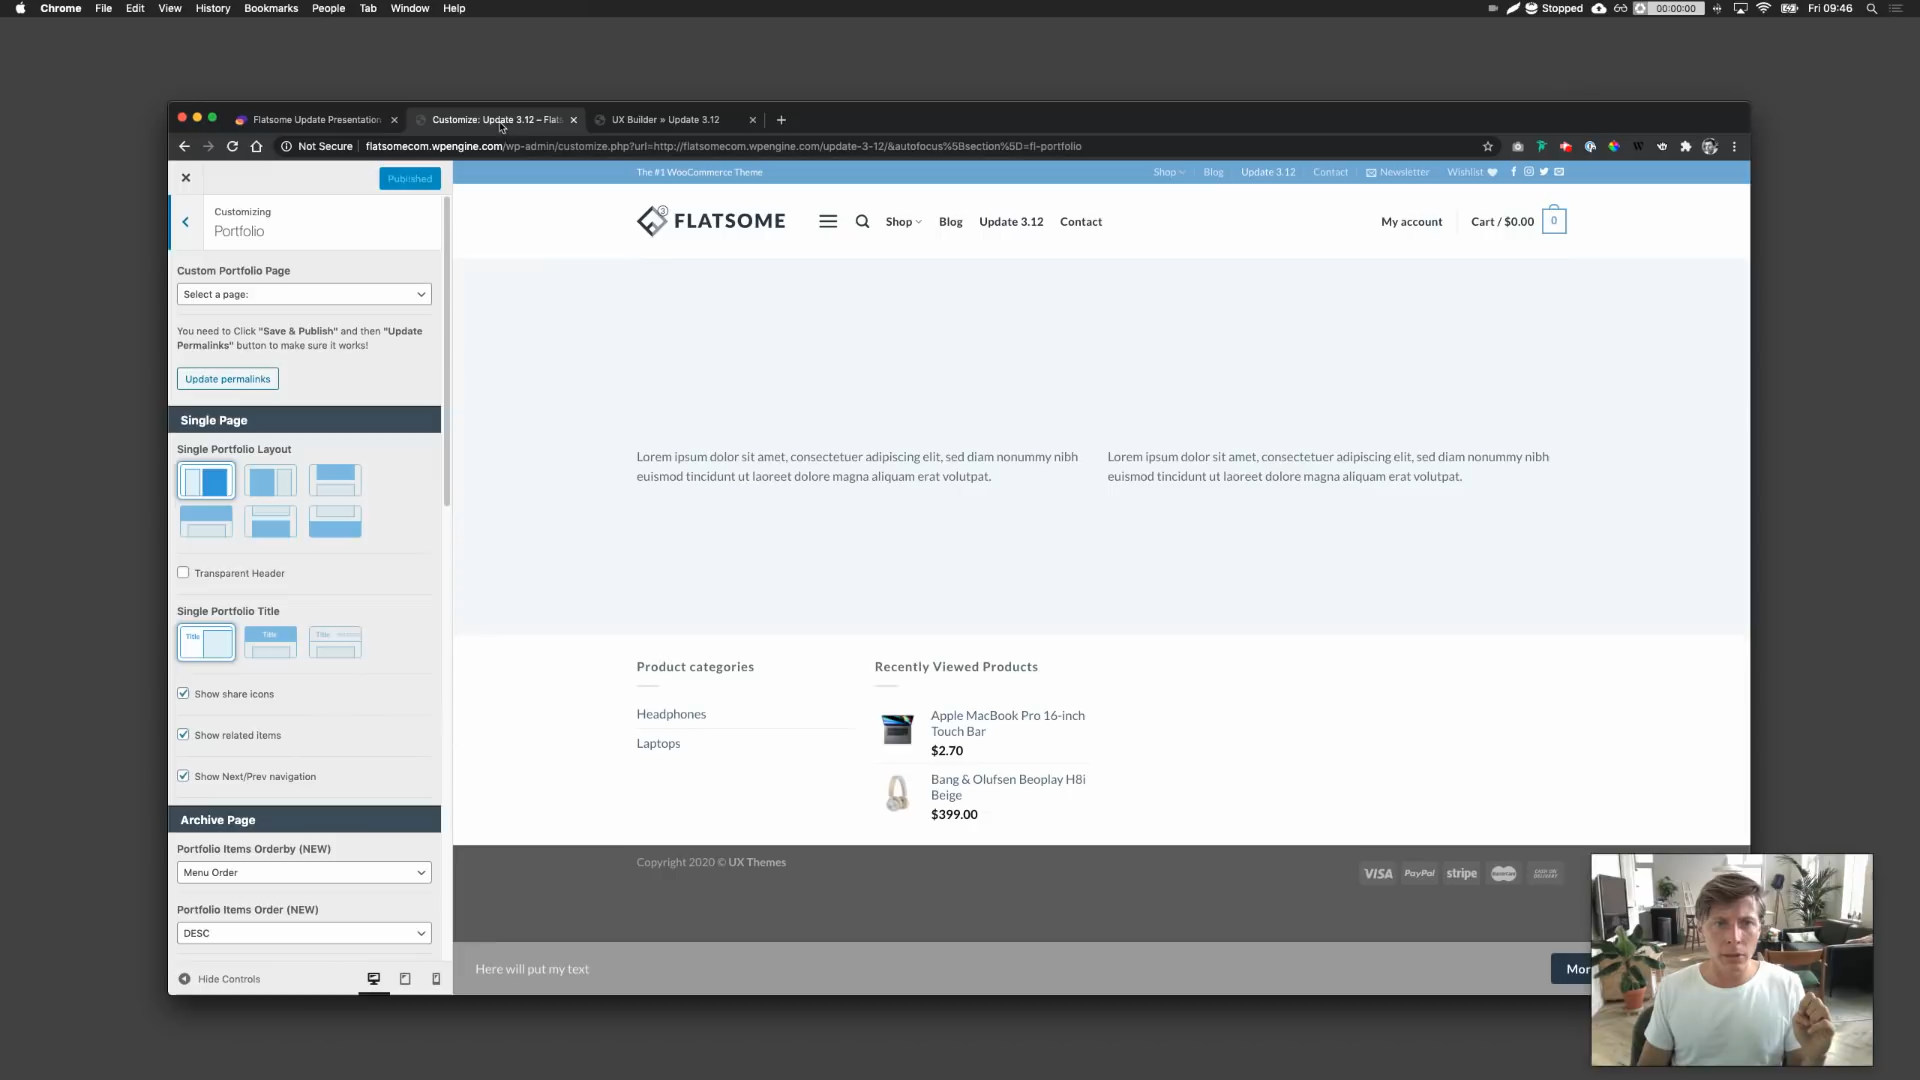 Chrome File Edit View History Bookmarks People Tab Window Help
Stopped 00:00:00 Fri 09:46
Flatsome Update Presentation
Customize: Update 3.12 – Flats
UX Builder » Update 3.12
Not Secure flatsomecom.wpengine.com/wp-admin/customize.php?url=http://flatsomecom.wpengine.com/update-3-12/&autofocus%5Bsection%5D=fl-portfolio
Published
Customizing
Portfolio
Custom Portfolio Page
Select a page:
You need to Click "Save & Publish" and then "Update
Permalinks" button to make sure it works!
Update permalinks
Single Page
Single Portfolio Layout
Transparent Header
Single Portfolio Title
Title
Title
Title
Show share icons
Show related items
Show Next/Prev navigation
Archive Page
Portfolio Items Orderby (NEW)
Menu Order
Portfolio Items Order (NEW)
DESC
Hide Controls
The #1 WooCommerce Theme
Shop Blog Update 3.12 Contact Newsletter Wishlist
3
FLATSOME
Shop Blog Update 3.12 Contact
My account Cart / $0.00 0
Lorem ipsum dolor sit amet, consectetuer adipiscing elit, sed diam nonummy nibh
euismod tincidunt ut laoreet dolore magna aliquam erat volutpat.
Lorem ipsum dolor sit amet, consectetuer adipiscing elit, sed diam nonummy nibh
euismod tincidunt ut laoreet dolore magna aliquam erat volutpat.
Product categories
Headphones
Laptops
Recently Viewed Products
Apple MacBook Pro 16-inch
Touch Bar
$2.70
Bang & Olufsen Beoplay H8i
Beige
$399.00
Copyright 2020 © UX Themes
VISA PayPal stripe MasterCard CASH ON DELIVERY
Here will put my text
Mor